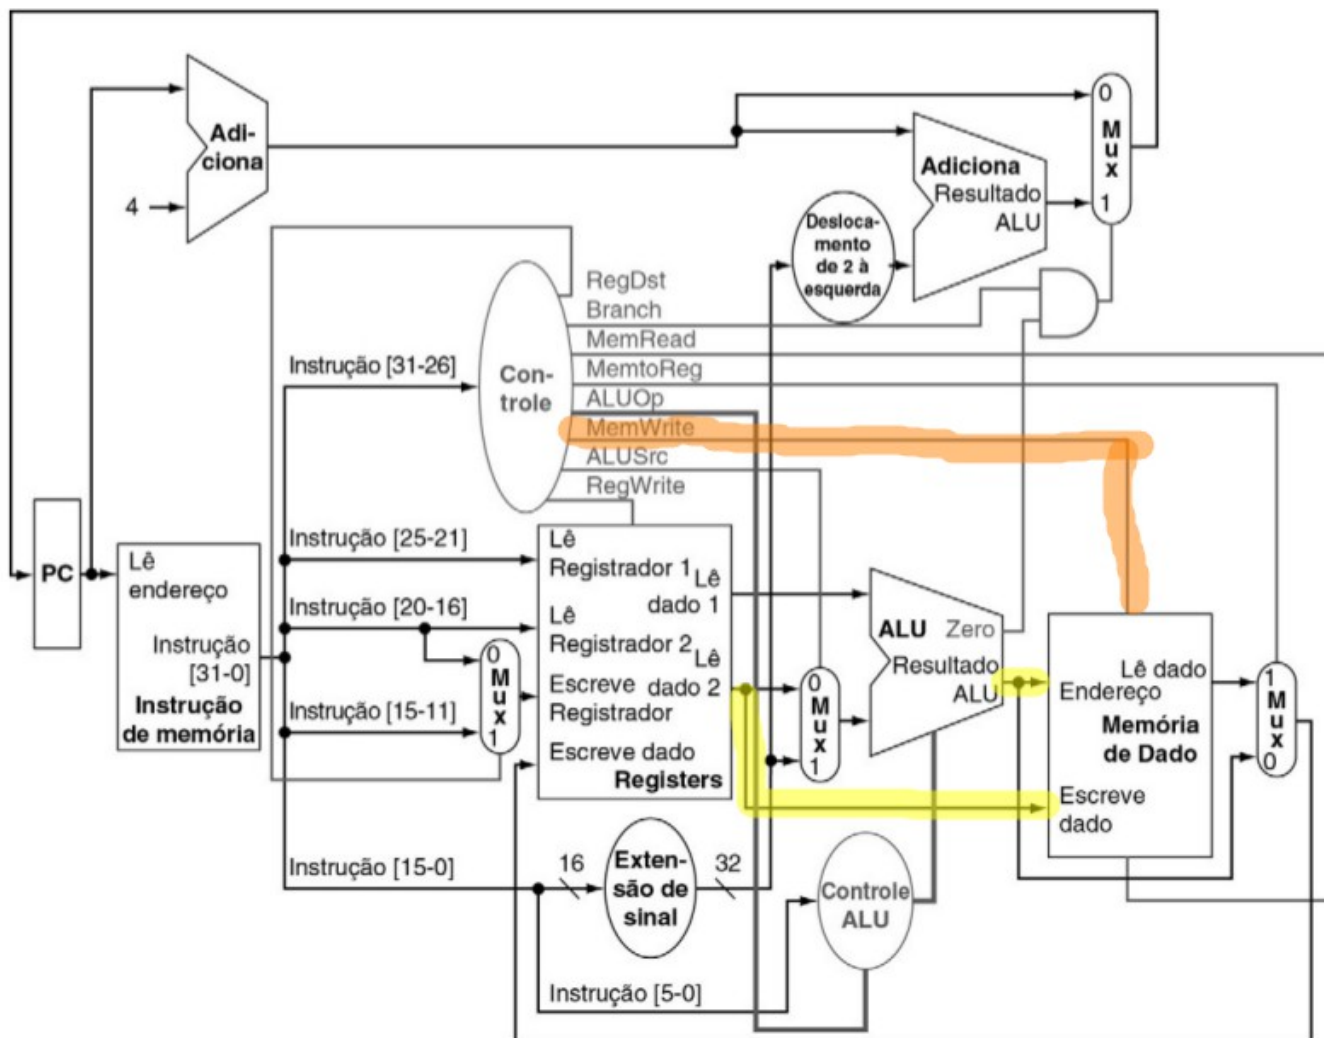 Adi-
ciona
4
0
Mux
1
Adiciona
Resultado
ALU
Desloca-
mento
de 2 à
esquerda
RegDst
Branch
MemRead
MemtoReg
ALUOp
MemWrite
ALUSrc
RegWrite
Con-
trole
Instrução [31-26]
PC
Lê
endereço
Instrução
[31-0]
Instrução
de memória
Instrução [25-21]
Instrução [20-16]
Instrução [15-11]
0
Mux
1
Lê
Registrador 1
Lê
dado 1
Lê
Registrador 2
Lê
dado 2
Escreve
Registrador
Escreve dado
Registers
0
Mux
1
ALU
Zero
Resultado
ALU
Lê dado
Endereço
Memória
de Dado
Escreve
dado
1
Mux
0
Instrução [15-0]
16
Exten-
são de
sinal
32
Controle
ALU
Instrução [5-0]